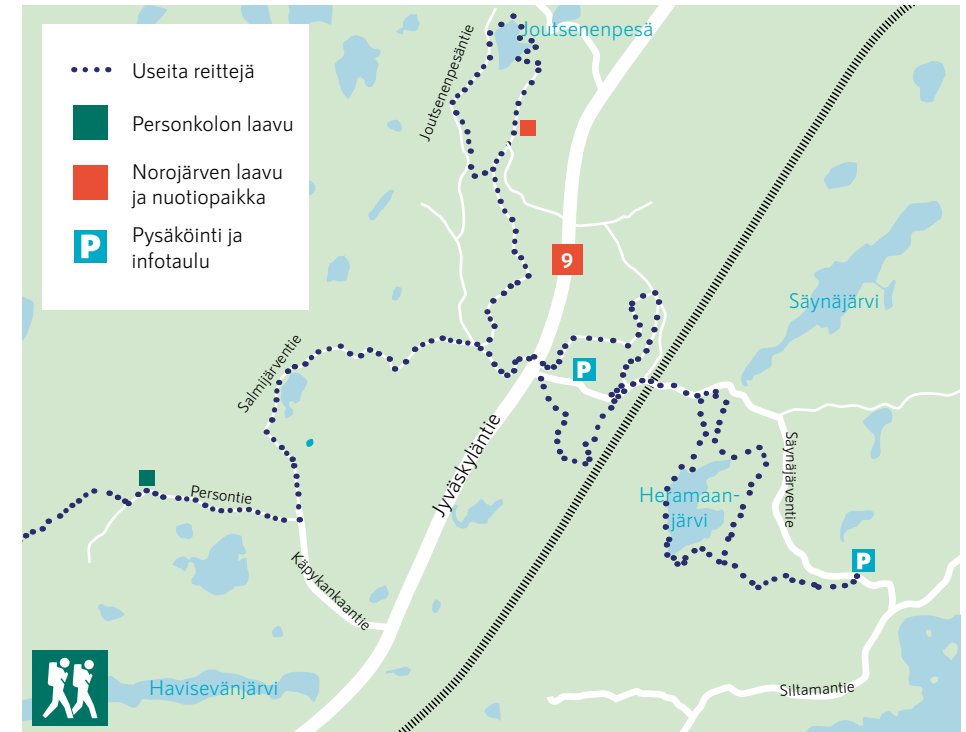 Useita reittejä
Personkolon laavu
Norojärven laavu
ja nuotiopaikka
P
Pysäköinti ja
infotaulu
Joutsenenpesä
Joutsenenpesäntie
9
Säynäjärvi
Salmijärventie
P
Jyväskyläntie
Persontie
Heramaan-
järvi
Säynäjärventie
P
Käpykankaantie
Havisevänjärvi
Siltamantie